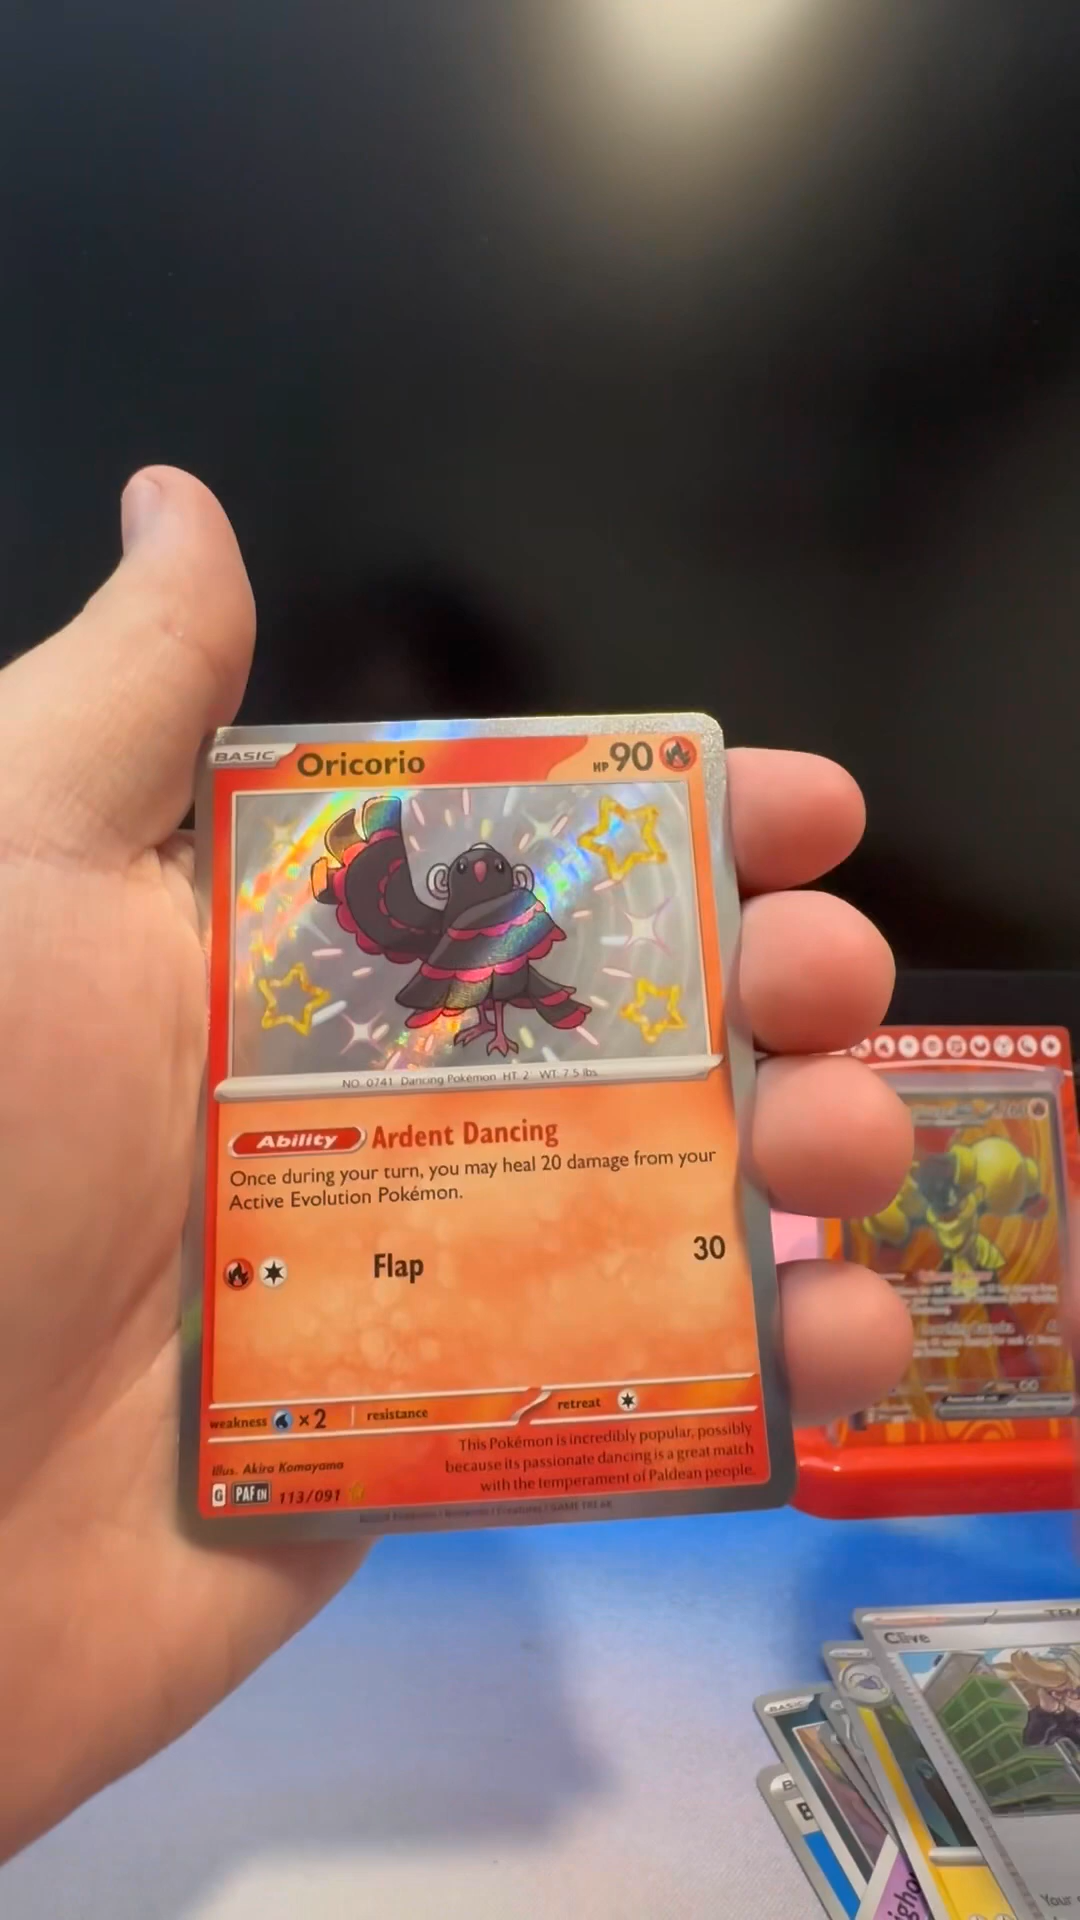 BASIC Oricorio HP 90
NO. 0741 Dancing Pokémon HT 2' WT 7.5 lbs
Ability Ardent Dancing
Once during your turn, you may heal 20 damage from your
Active Evolution Pokémon.
Flap 30
weakness ×2 resistance retreat
This Pokémon is incredibly popular, possibly
because its passionate dancing is a great match
with the temperament of Paldean people.
Illus. Akira Komayama
G PAF EN 113/091
Clive
BASIC
Your